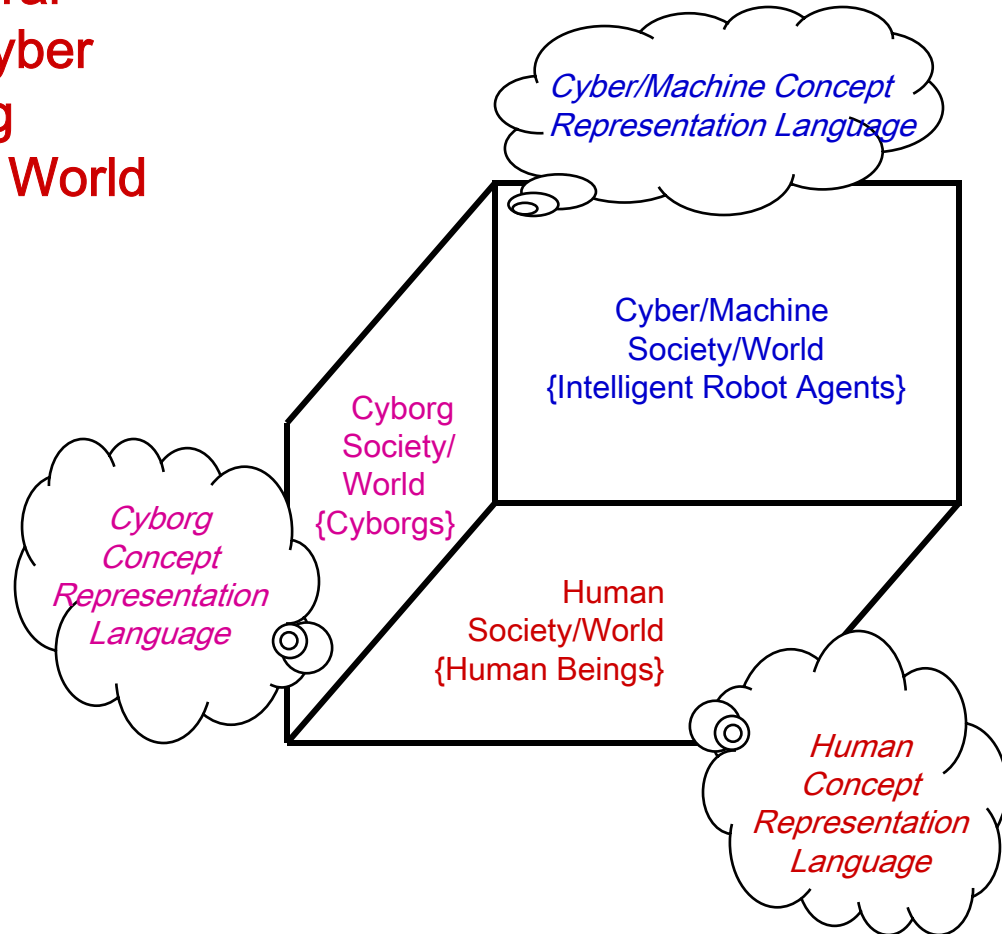 yber
World
Cyber/Machine Concept
Representation Language
Cyber/Machine
Society/World
{Intelligent Robot Agents}
Cyborg
Society/
World
{Cyborgs}
Cyborg
Concept
Representation
Language
Human
Society/World
{Human Beings}
Human
Concept
Representation
Language